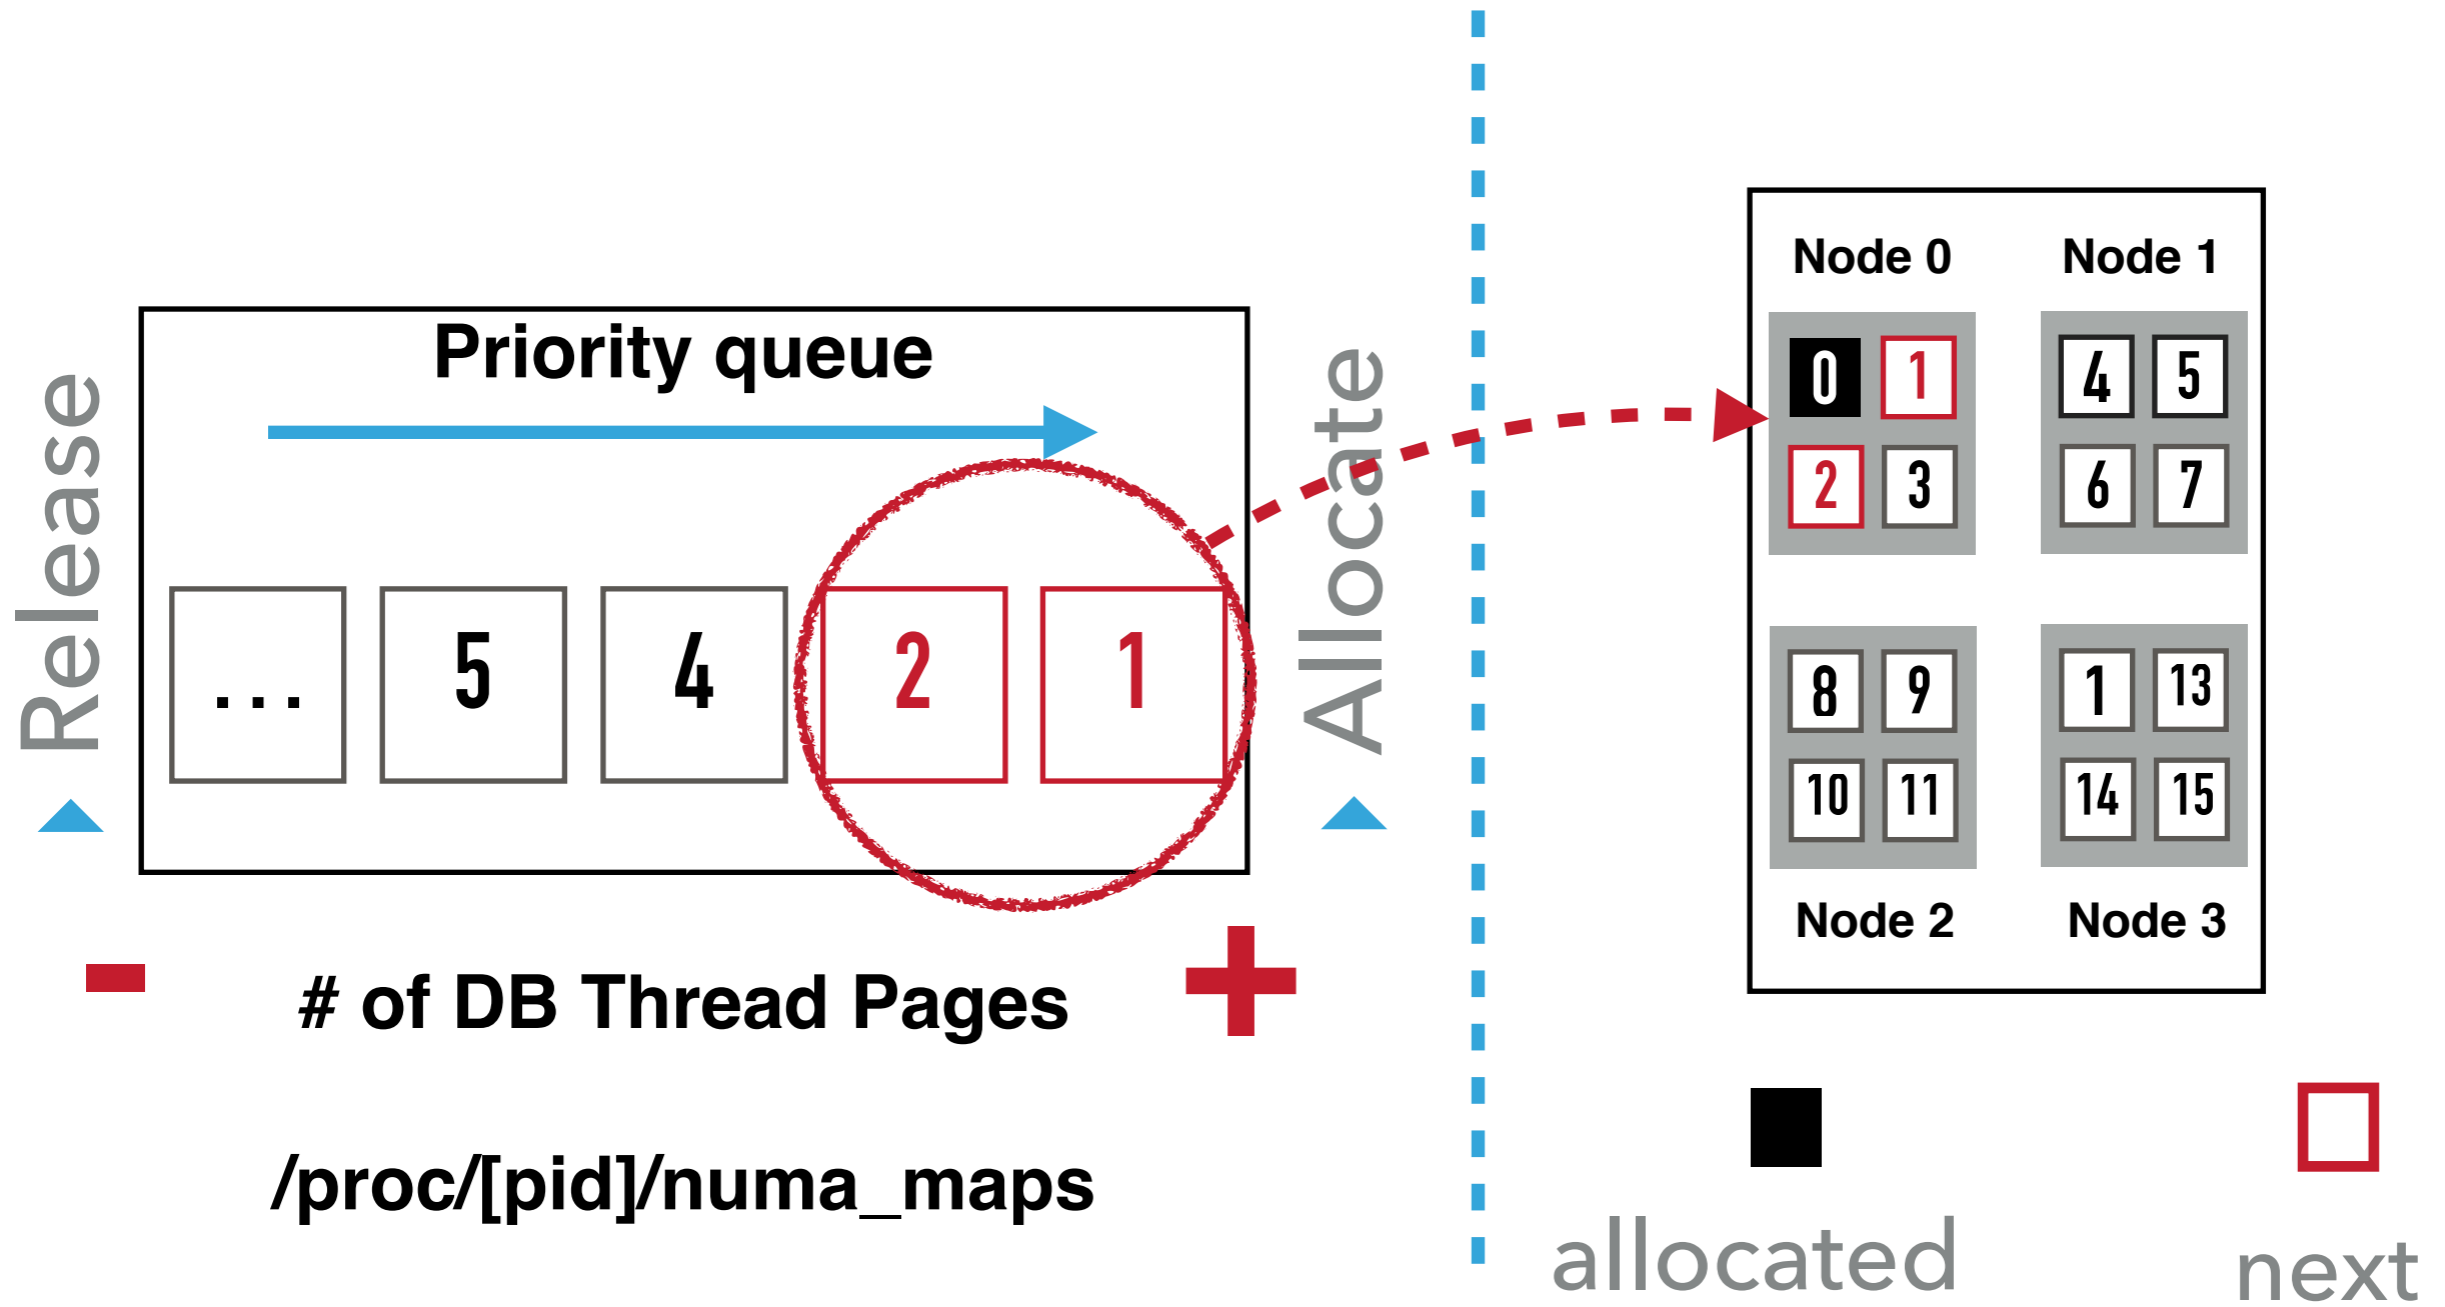 Release
Priority queue
...
5
4
2
1
Allocate
- # of DB Thread Pages +
/proc/[pid]/numa_maps
Node 0 Node 1
0 1 4 5
2 3 6 7
8 9 1 13
10 11 14 15
Node 2 Node 3
allocated
next